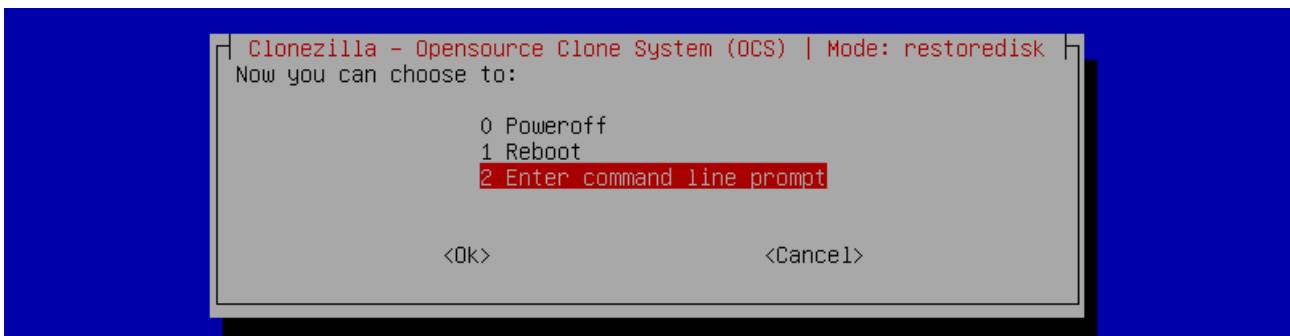 Clonezilla - Opensource Clone System (OCS) | Mode: restoredisk
Now you can choose to:
0 Poweroff
1 Reboot
2 Enter command line prompt
<Ok> <Cancel>